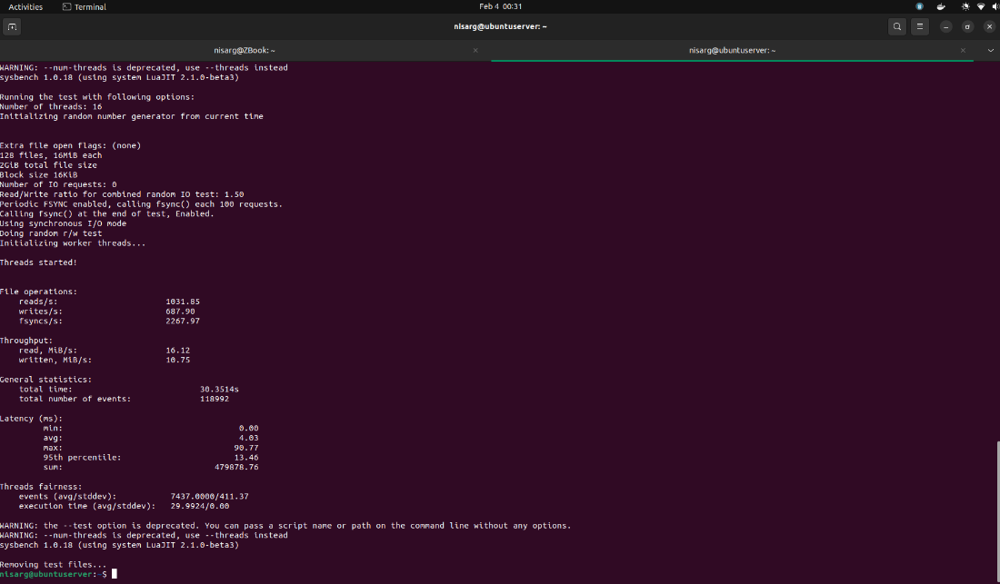 Activities
Terminal
Feb 4 00:31
nisarg@ubuntuserver: ~
nisarg@ZBook: ~
nisarg@ubuntuserver: ~
WARNING: --num-threads is deprecated, use --threads instead
sysbench 1.0.18 (using system LuaJIT 2.1.0-beta3)
Running the test with following options:
Number of threads: 16
Initializing random number generator from current time
Extra file open flags: (none)
128 files, 16MiB each
2GiB total file size
Block size 16KiB
Number of IO requests: 0
Read/Write ratio for combined random IO test: 1.50
Periodic FSYNC enabled, calling fsync() each 100 requests.
Calling fsync() at the end of test, Enabled.
Using synchronous I/O mode
Doing random r/w test
Initializing worker threads...
Threads started!
File operations:
reads/s: 1031.85
writes/s: 687.90
fsyncs/s: 2267.97
Throughput:
read, MiB/s: 16.12
written, MiB/s: 10.75
General statistics:
total time: 30.3514s
total number of events: 118992
Latency (ms):
min: 0.00
avg: 4.03
max: 90.77
95th percentile: 13.46
sum: 479878.76
Threads fairness:
events (avg/stddev): 7437.0000/411.37
execution time (avg/stddev): 29.9924/0.00
WARNING: the --test option is deprecated. You can pass a script name or path on the command line without any options.
WARNING: --num-threads is deprecated, use --threads instead
sysbench 1.0.18 (using system LuaJIT 2.1.0-beta3)
Removing test files...
nisarg@ubuntuserver:~$